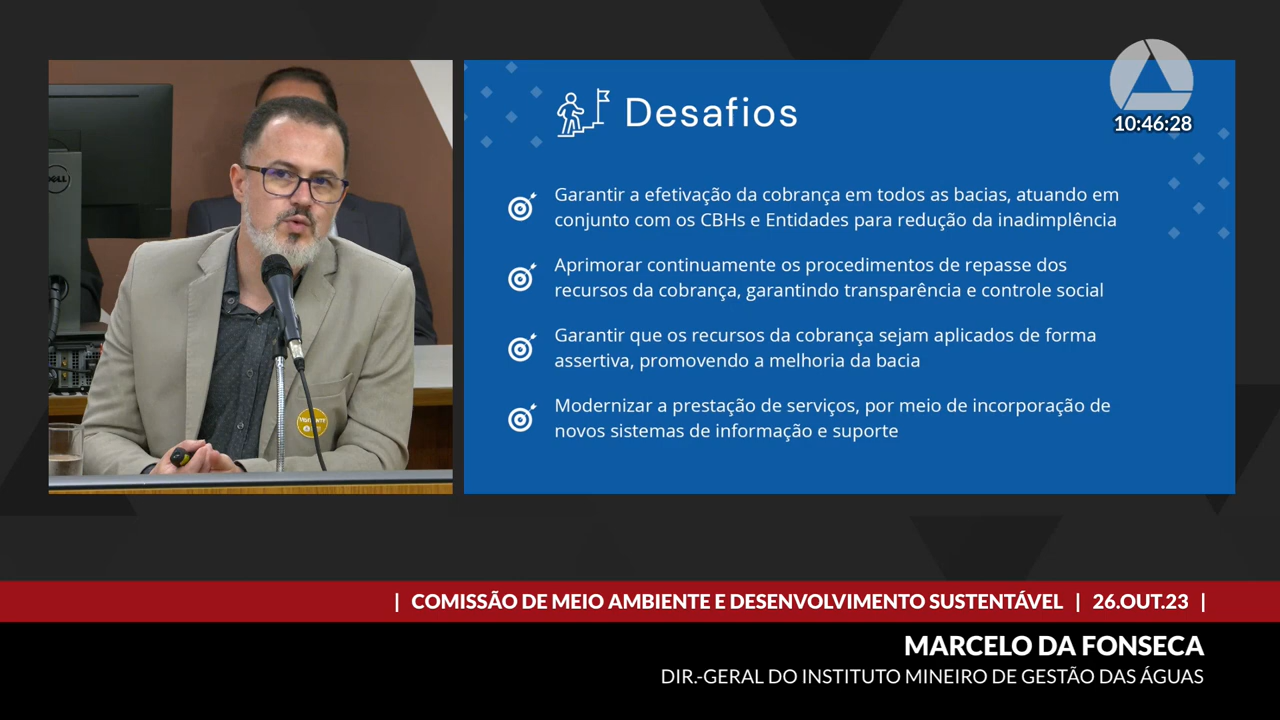 DELL
Desafios
10:46:28
Garantir a efetivação da cobrança em todos as bacias, atuando em
conjunto com os CBHs e Entidades para redução da inadimplência
Aprimorar continuamente os procedimentos de repasse dos
recursos da cobrança, garantindo transparência e controle social
Garantir que os recursos da cobrança sejam aplicados de forma
assertiva, promovendo a melhoria da bacia
Modernizar a prestação de serviços, por meio de incorporação de
novos sistemas de informação e suporte
| COMISSÃO DE MEIO AMBIENTE E DESENVOLVIMENTO SUSTENTÁVEL | 26.OUT.23 |
MARCELO DA FONSECA
DIR.-GERAL DO INSTITUTO MINEIRO DE GESTÃO DAS ÁGUAS